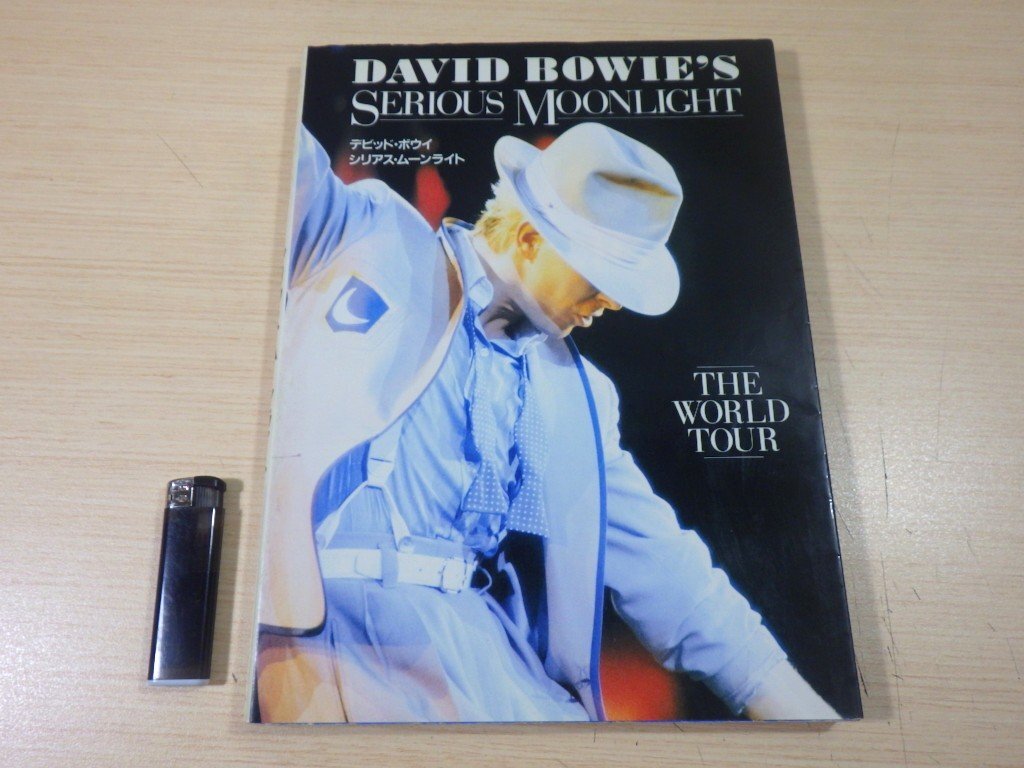 DAVID BOWIE'S
SERIOUS MOONLIGHT
デビッド・ボウイ
シリアス・ムーンライト
THE
WORLD
TOUR